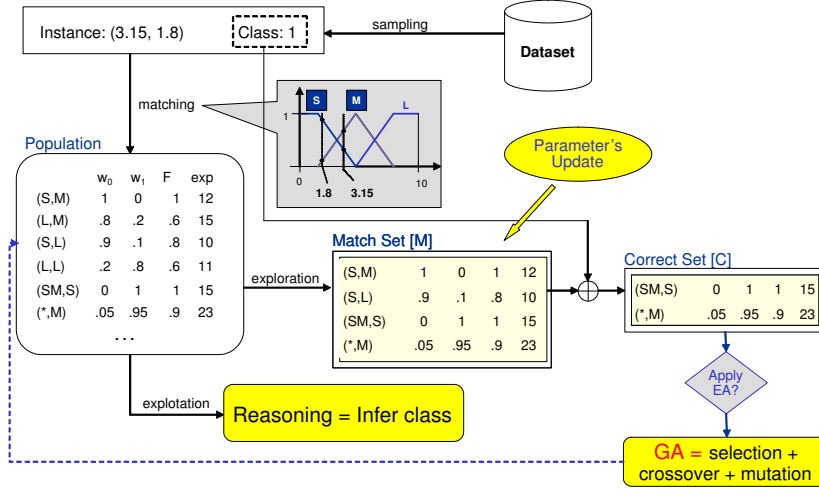 Instance: (3.15, 1.8) Class: 1
sampling
Dataset
matching
S M L
1
0 10
1.8 3.15
Parameter's
Update
Population
w0 w1 F exp
(S,M) 1 0 1 12
(L,M) .8 .2 .6 15
(S,L) .9 .1 .8 10
(L,L) .2 .8 .6 11
(SM,S) 0 1 1 15
(*,M) .05 .95 .9 23
...
exploration
Match Set [M]
(S,M) 1 0 1 12
(S,L) .9 .1 .8 10
(SM,S) 0 1 1 15
(*,M) .05 .95 .9 23
Correct Set [C]
(SM,S) 0 1 1 15
(*,M) .05 .95 .9 23
Apply
EA?
explotation
Reasoning = Infer class
GA = selection +
crossover + mutation